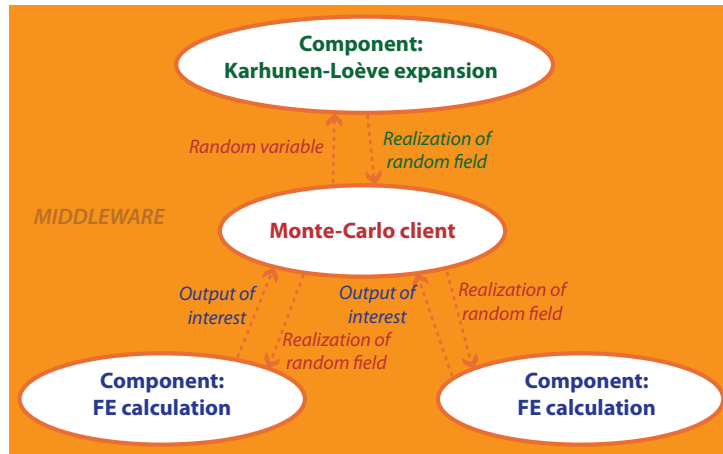 Component:
Karhunen-Loève expansion
Random variable
Realization of
random field
MIDDLEWARE
Monte-Carlo client
Output of
interest
Realization of
random field
Output of
interest
Realization of
random field
Component:
FE calculation
Component:
FE calculation